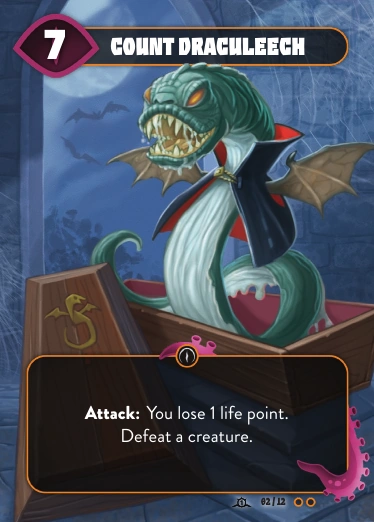 7
COUNT DRACULEECH
Attack: You lose 1 life point.
Defeat a creature.
02/12